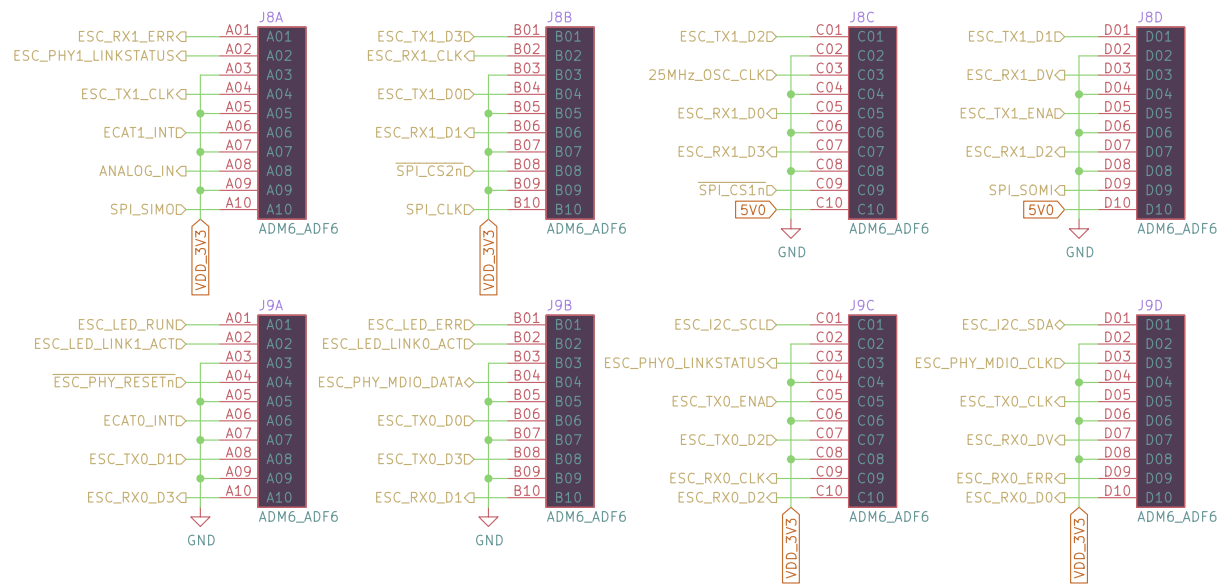 J8A
ESC_RX1_ERR A01 A01
ESC_PHY1_LINKSTATUS A02 A02
A03 A03
ESC_TX1_CLK A04 A04
A05 A05
ECAT1_INT A06 A06
A07 A07
ANALOG_IN A08 A08
A09 A09
SPI_SIMO A10 A10
ADM6_ADF6
VDD_3V3
J8B
ESC_TX1_D3 B01 B01
ESC_RX1_CLK B02 B02
B03 B03
ESC_TX1_D0 B04 B04
B05 B05
ESC_RX1_D1 B06 B06
B07 B07
SPI_CS2n B08 B08
B09 B09
SPI_CLK B10 B10
ADM6_ADF6
VDD_3V3
J8C
ESC_TX1_D2 C01 C01
C02 C02
25MHz_OSC_CLK C03 C03
C04 C04
ESC_RX1_D0 C05 C05
C06 C06
ESC_RX1_D3 C07 C07
C08 C08
SPI_CS1n C09 C09
5V0 C10 C10
ADM6_ADF6
GND
J8D
ESC_TX1_D1 D01 D01
D02 D02
ESC_RX1_DV D03 D03
D04 D04
ESC_TX1_ENA D05 D05
D06 D06
ESC_RX1_D2 D07 D07
D08 D08
SPI_SOMI D09 D09
5V0 D10 D10
ADM6_ADF6
GND
J9A
ESC_LED_RUN A01 A01
ESC_LED_LINK1_ACT A02 A02
A03 A03
ESC_PHY_RESETn A04 A04
A05 A05
ECAT0_INT A06 A06
A07 A07
ESC_TX0_D1 A08 A08
A09 A09
ESC_RX0_D3 A10 A10
ADM6_ADF6
GND
J9B
ESC_LED_ERR B01 B01
ESC_LED_LINK0_ACT B02 B02
B03 B03
ESC_PHY_MDIO_DATA B04 B04
B05 B05
ESC_TX0_D0 B06 B06
B07 B07
ESC_TX0_D3 B08 B08
B09 B09
ESC_RX0_D1 B10 B10
ADM6_ADF6
GND
J9C
ESC_I2C_SCL C01 C01
C02 C02
ESC_PHY0_LINKSTATUS C03 C03
C04 C04
ESC_TX0_ENA C05 C05
C06 C06
ESC_TX0_D2 C07 C07
C08 C08
ESC_RX0_CLK C09 C09
ESC_RX0_D2 C10 C10
ADM6_ADF6
VDD_3V3
J9D
ESC_I2C_SDA D01 D01
D02 D02
ESC_PHY_MDIO_CLK D03 D03
D04 D04
ESC_TX0_CLK D05 D05
D06 D06
ESC_RX0_DV D07 D07
D08 D08
ESC_RX0_ERR D09 D09
ESC_RX0_D0 D10 D10
ADM6_ADF6
VDD_3V3